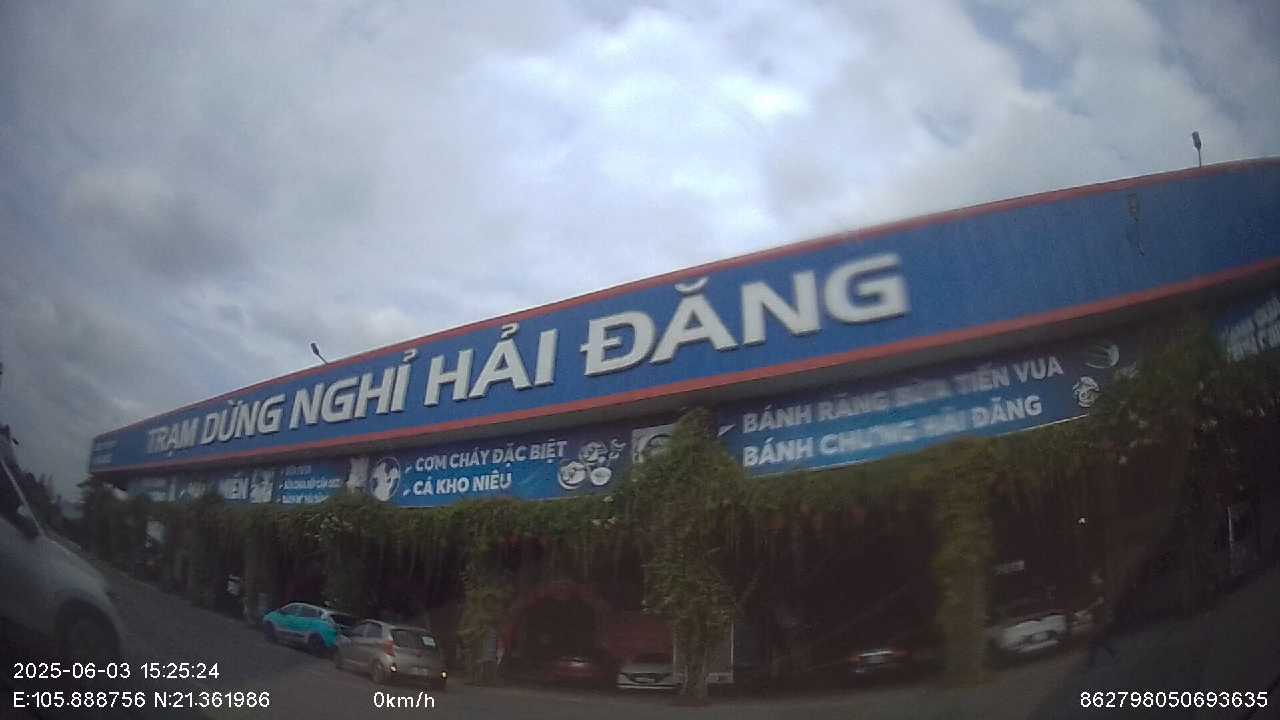 TRẠM DỪNG NGHỈ HẢI ĐĂNG
CƠM CHÁY ĐẶC BIỆT
CÁ KHO NIÊU
BÁNH RĂNG BỪA TIẾN VUA
BÁNH CHƯNG HẢI ĐĂNG
2025-06-03 15:25:24
E:105.888756 N:21.361986
0km/h
862798050693635